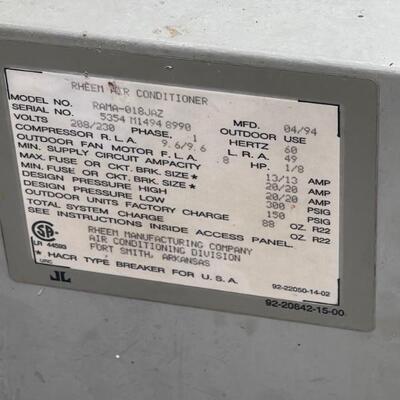 RHEEM AIR CONDITIONER
MODEL NO. RAMA-018JAZ MFD. 04/94
SERIAL NO. 5354 M1494 8990 OUTDOOR USE
VOLTS 208/230 PHASE. 1 HERTZ 60
COMPRESSOR R.L.A. 9.6/9.6 L.R.A. 49
OUTDOOR FAN MOTOR F.L.A. .8 HP. 1/8
MIN. SUPPLY CIRCUIT AMPACITY 13/13 AMP
MAX. FUSE OR CKT. BRK. SIZE* 20/20 AMP
MIN. FUSE OR CKT. BRK. SIZE* 20/20 AMP
DESIGN PRESSURE HIGH 300 PSIG
DESIGN PRESSURE LOW 150 PSIG
OUTDOOR UNITS FACTORY CHARGE 88 OZ. R22
TOTAL SYSTEM CHARGE OZ. R22
SEE INSTRUCTIONS INSIDE ACCESS PANEL.
RHEEM MANUFACTURING COMPANY
AIR CONDITIONING DIVISION
FORT SMITH, ARKANSAS
LR 44593
* HACR TYPE BREAKER FOR U.S.A.
92-22050-14-02
92-20842-15-00